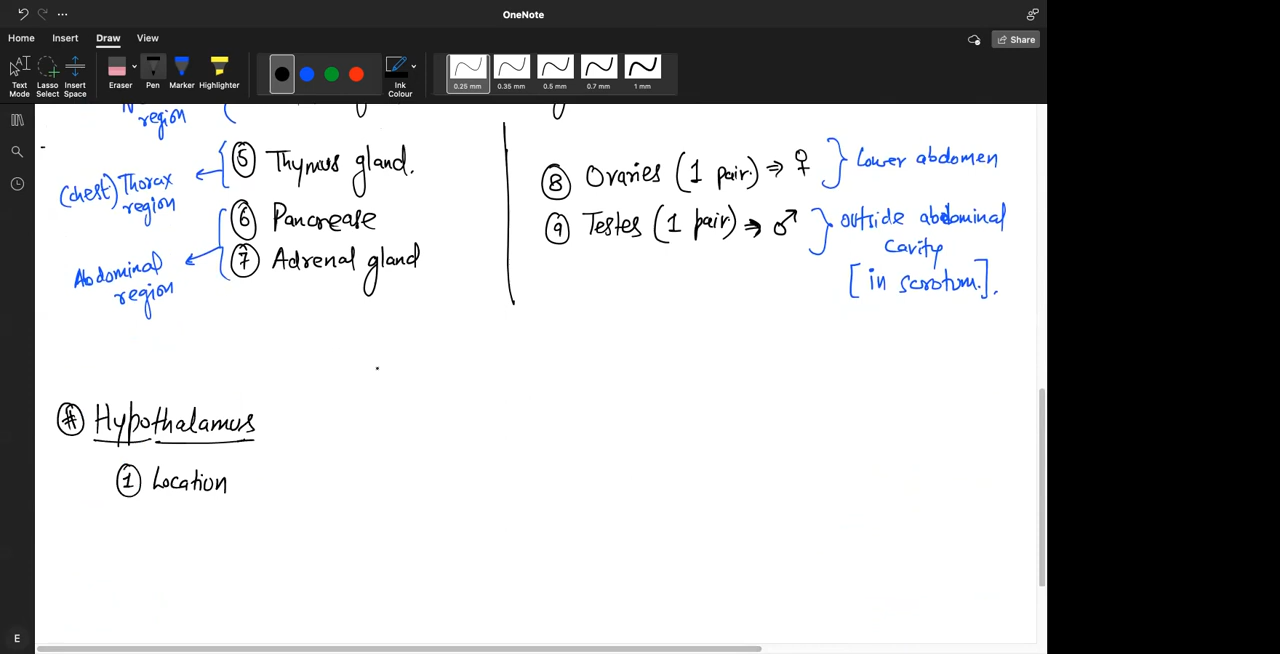 OneNote
Home Insert Draw View
Share
Text Mode
Lasso Select
Insert Space
Eraser
Pen
Marker
Highlighter
Ink Colour
0.25 mm
0.35 mm
0.5 mm
0.7 mm
1 mm
region
(chest) Thorax region
5 Thymus gland.
6 Pancrease
7 Adrenal gland
Abdominal region
8 Ovaries (1 pair) ⇒ ♀ } Lower abdomen
9 Testes (1 pair) ⇒ ♂ } outside abdominal
cavity
[in scrotum.].
# Hypothalamus
1 Location
E